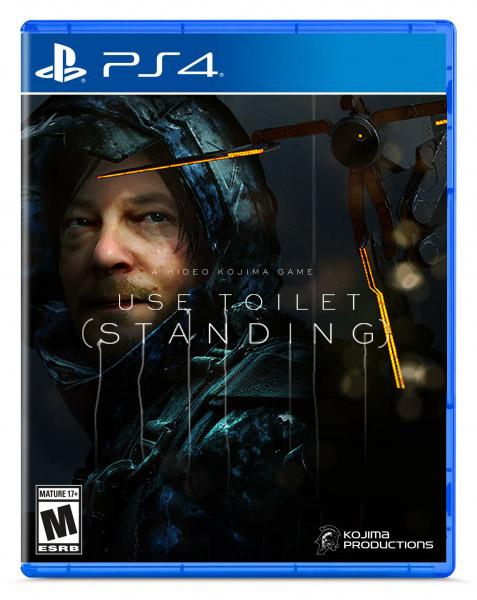 PS4
A HIDEO KOJIMA GAME
USE TOILET
(STANDING)
MATURE 17+
M
ESRB
KOJIMA
PRODUCTIONS